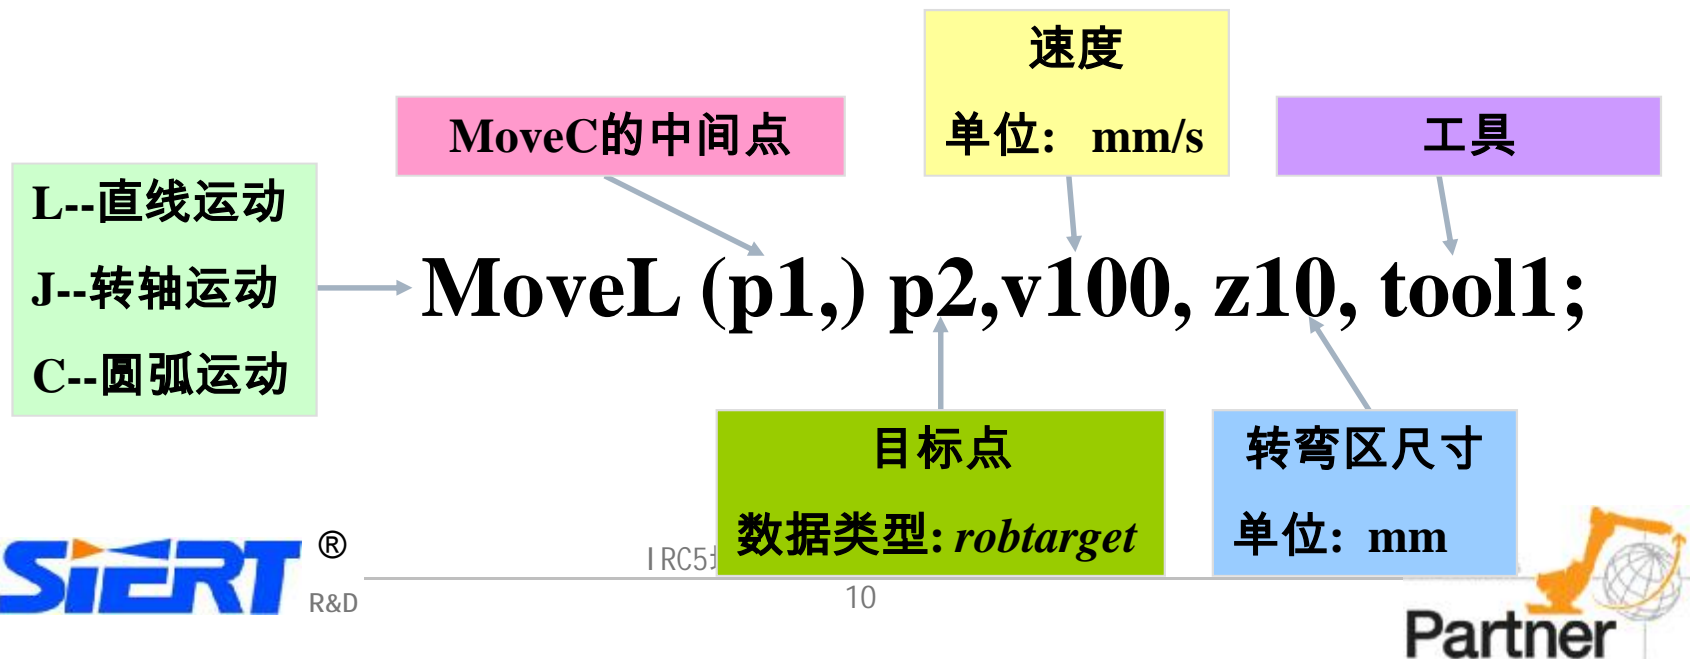 速度
单位: mm/s
MoveC的中间点
工具
L--直线运动
J--转轴运动
C--圆弧运动
MoveL (p1,) p2,v100, z10, tool1;
目标点
数据类型: robtarget
转弯区尺寸
单位: mm
SiERT ®
R&D
IRC5
10
Partner